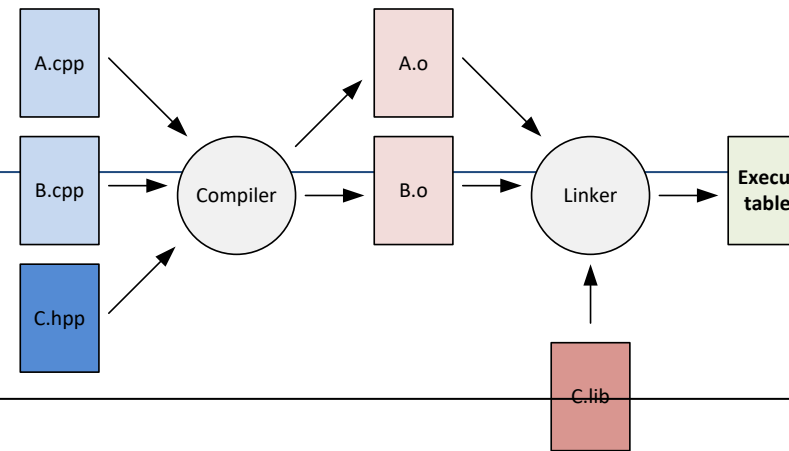 A.cpp
A.o
B.cpp
Compiler
B.o
Linker
Execu
table
C.hpp
C.lib